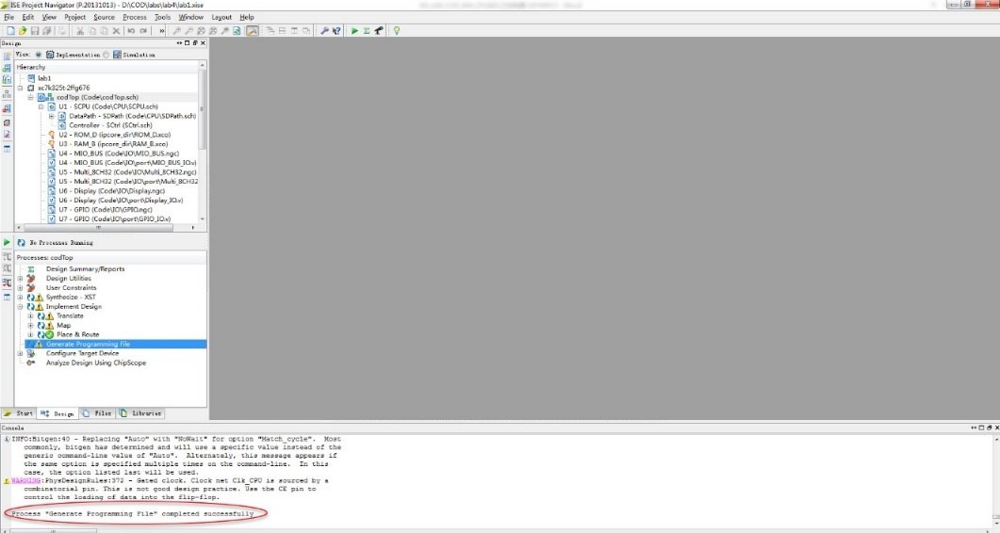 ISE Project Navigator (P.20131013) - D:\COD\labs\lab4\lab1.xise
File Edit View Project Source Process Tools Window Layout Help
Design
View: Implementation Simulation
Hierarchy
lab1
xc7k325t-2ffg676
codTop (Code\codTop.sch)
U1 - SCPU (Code\CPU\SCPU.sch)
DataPath - SDPath (Code\CPU\SDPath.sch)
Controller - SCtrl (SCtrl.sch)
U2 - ROM_D (ipcore_dir\ROM_D.xco)
U3 - RAM_B (ipcore_dir\RAM_B.xco)
U4 - MIO_BUS (Code\IO\MIO_BUS.ngc)
U4 - MIO_BUS (Code\IO\port\MIO_BUS_IO.v)
U5 - Multi_8CH32 (Code\IO\Multi_8CH32.ngc)
U5 - Multi_8CH32 (Code\IO\port\Multi_8CH32
U6 - Display (Code\IO\Display.ngc)
U6 - Display (Code\IO\port\Display_IO.v)
U7 - GPIO (Code\IO\GPIO.ngc)
U7 - GPIO (Code\IO\port\GPIO_IO.v)
No Processes Running
Processes: codTop
Design Summary/Reports
Design Utilities
User Constraints
Synthesize - XST
Implement Design
Translate
Map
Place & Route
Generate Programming File
Configure Target Device
Analyze Design Using ChipScope
Start Design Files Libraries
Console
INFO:Bitgen:40 - Replacing "Auto" with "NoWait" for option "Match_cycle". Most
commonly, bitgen has determined and will use a specific value instead of the
generic command-line value of "Auto". Alternately, this message appears if
the same option is specified multiple times on the command-line. In this
case, the option listed last will be used.
WARNING:PhysDesignRules:372 - Gated clock. Clock net Clk_CPU is sourced by a
combinatorial pin. This is not good design practice. Use the CE pin to
control the loading of data into the flip-flop.
Process "Generate Programming File" completed successfully